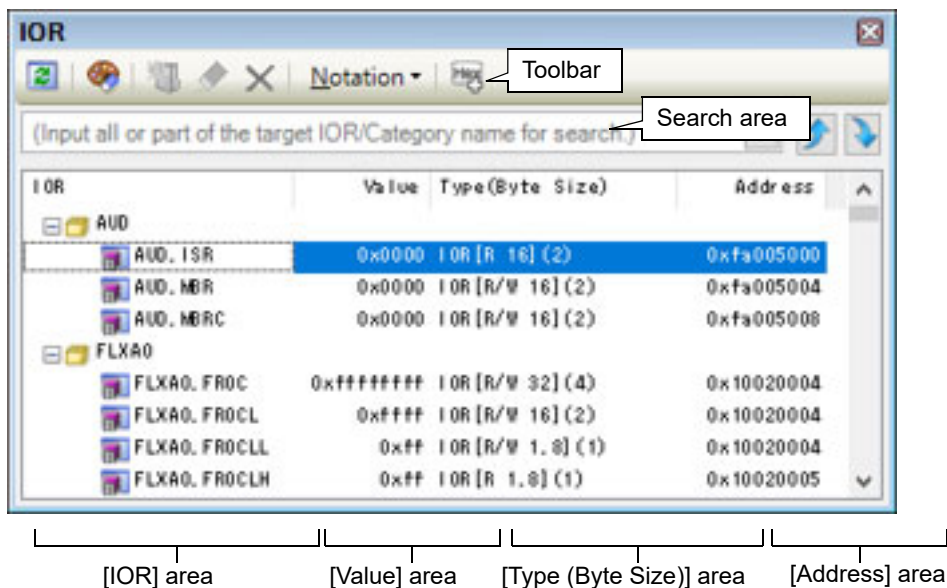 IOR
Notation
Hex
Toolbar
(Input all or part of the target IOR/Category name for search.)
Search area
IOR Value Type(Byte Size) Address
AUD
AUD.ISR 0x0000 IOR[R 16](2) 0xfa005000
AUD.MBR 0x0000 IOR[R/W 16](2) 0xfa005004
AUD.MBRC 0x0000 IOR[R/W 16](2) 0xfa005008
FLXA0
FLXA0.FROC 0xffffffff IOR[R/W 32](4) 0x10020004
FLXA0.FROCL 0xffff IOR[R/W 16](2) 0x10020004
FLXA0.FROCLL 0xff IOR[R/W 1.8](1) 0x10020004
FLXA0.FROCLH 0xff IOR[R 1.8](1) 0x10020005
[IOR] area [Value] area [Type (Byte Size)] area [Address] area